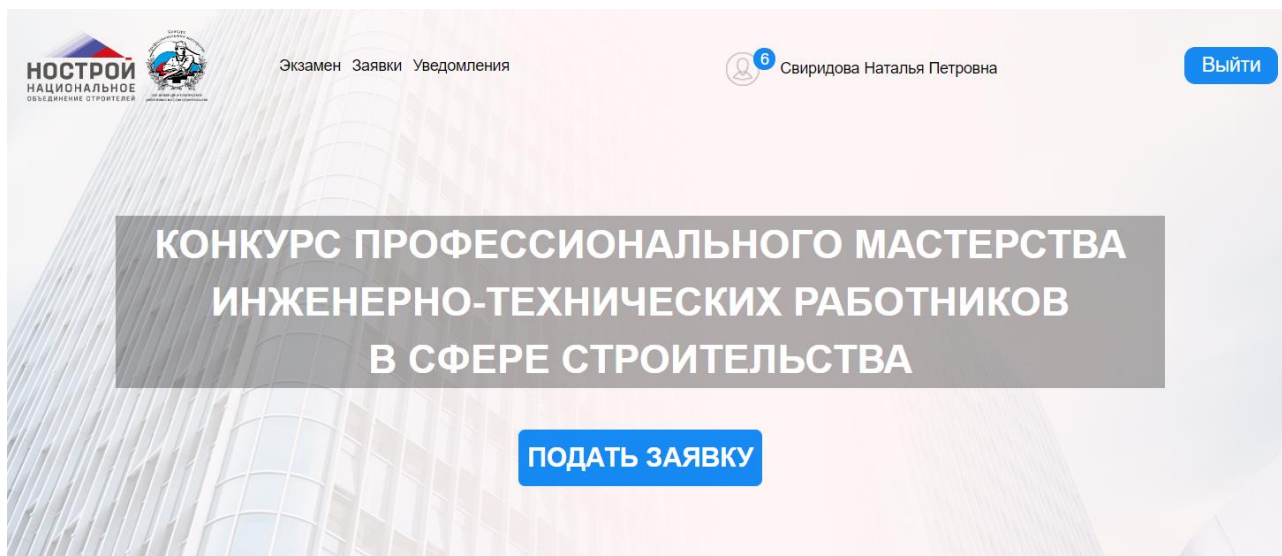 НОСТРОЙ
НАЦИОНАЛЬНОЕ
ОБЪЕДИНЕНИЕ СТРОИТЕЛЕЙ
Экзамен Заявки Уведомления
6
Свиридова Наталья Петровна
Выйти
КОНКУРС ПРОФЕССИОНАЛЬНОГО МАСТЕРСТВА
ИНЖЕНЕРНО-ТЕХНИЧЕСКИХ РАБОТНИКОВ
В СФЕРЕ СТРОИТЕЛЬСТВА
ПОДАТЬ ЗАЯВКУ